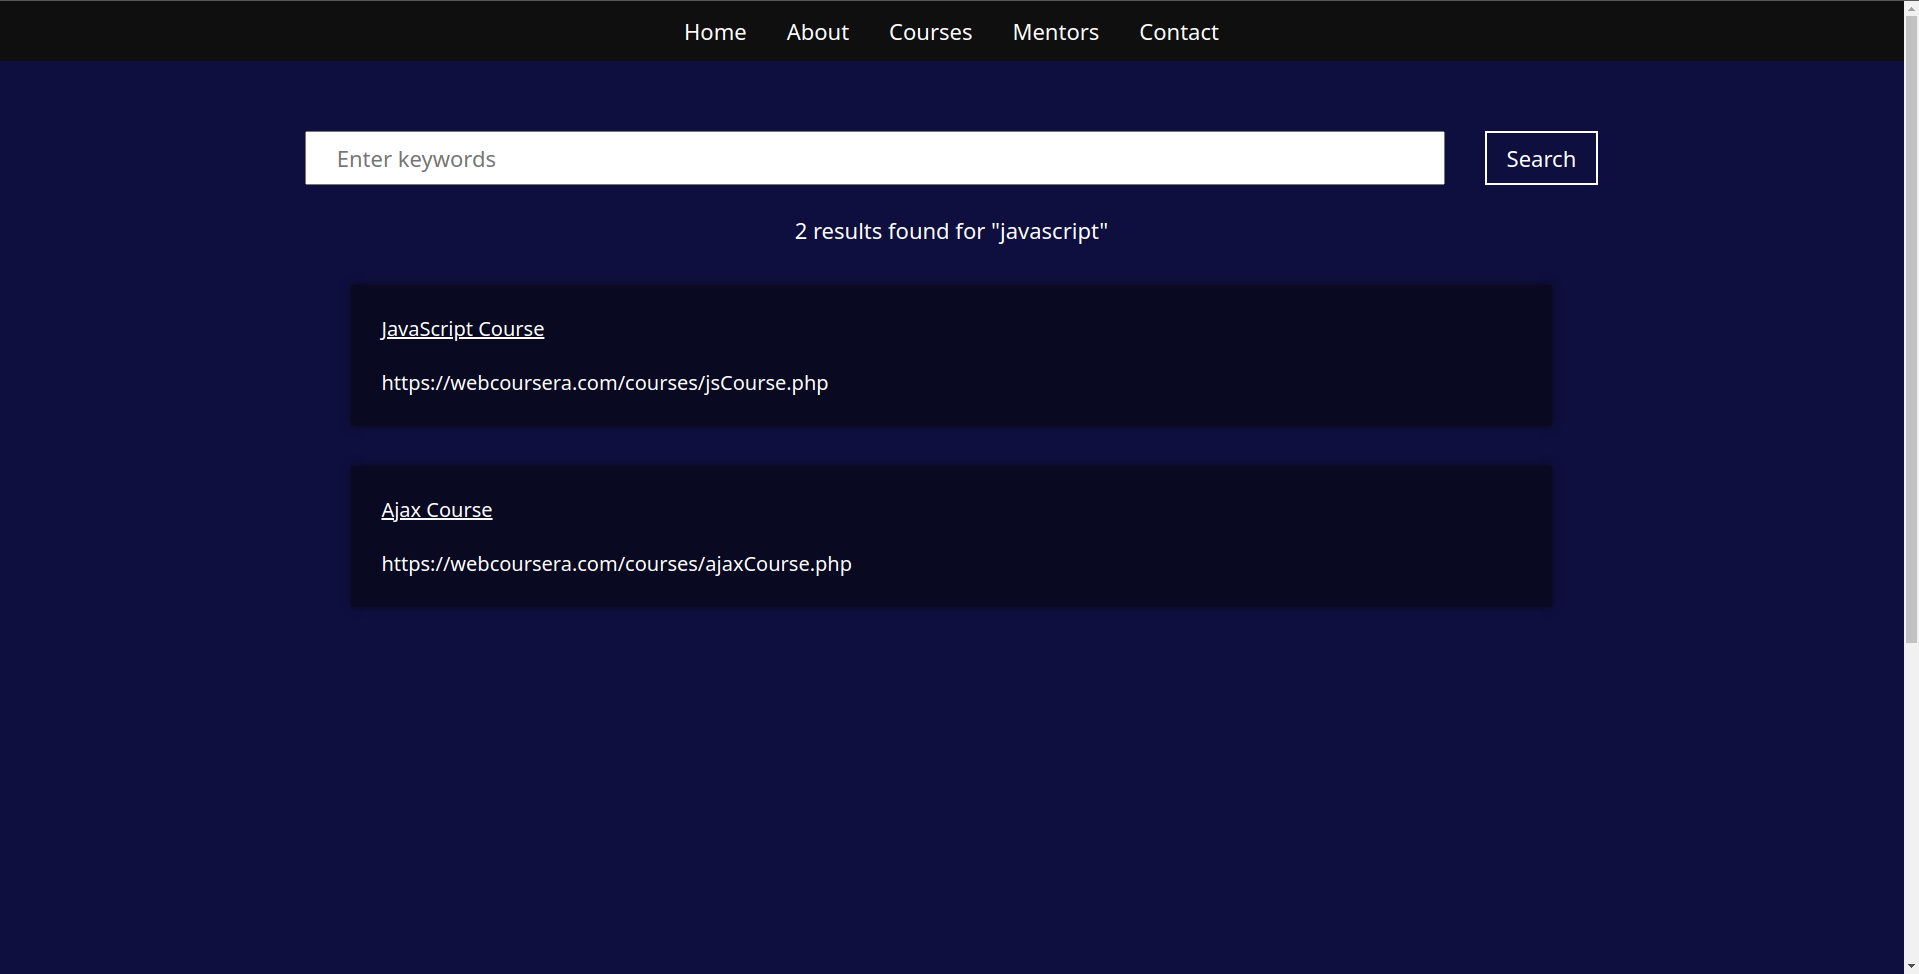 Home About Courses Mentors Contact
Enter keywords Search
2 results found for "javascript"
JavaScript Course
https://webcoursera.com/courses/jsCourse.php
Ajax Course
https://webcoursera.com/courses/ajaxCourse.php